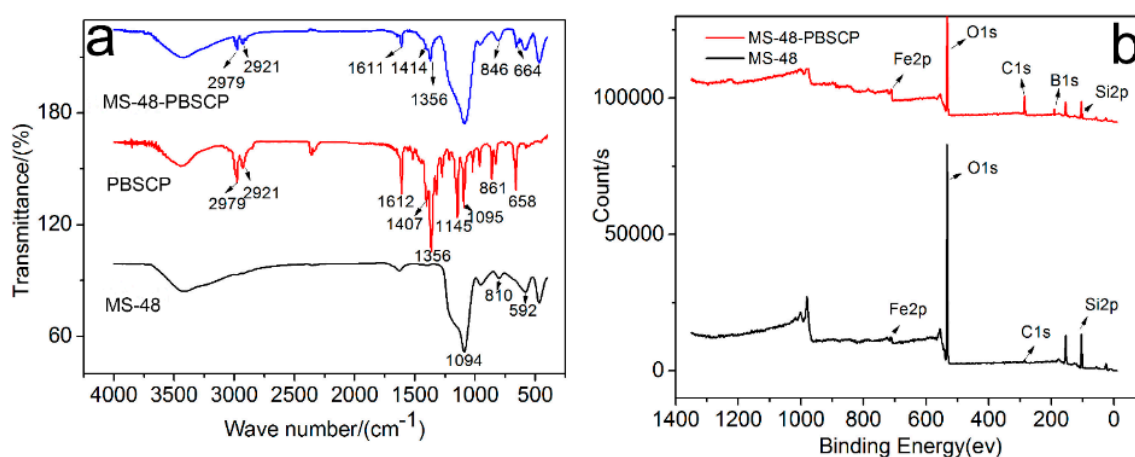 a
2979
2921
1611
1414
1356
846
664
MS-48-PBSCP
PBSCP
2979
2921
1612
1407
1356
1145
1095
861
658
MS-48
1094
810
592
Transmittance/(%)
180
120
60
4000 3500 3000 2500 2000 1500 1000 500
Wave number/(cm-1)
b
MS-48-PBSCP
MS-48
O1s
Fe2p
C1s
B1s
Si2p
O1s
Fe2p
C1s
Si2p
Count/s
100000
50000
0
1400 1200 1000 800 600 400 200 0
Binding Energy(ev)